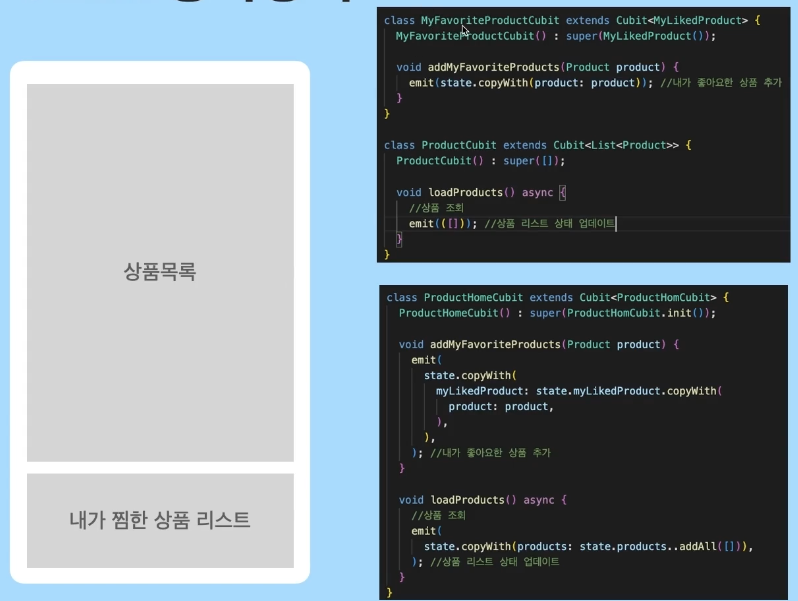 상품목록
내가 찜한 상품 리스트
class MyFavoriteProductCubit extends Cubit<MyLikedProduct> {
  MyFavoriteProductCubit() : super(MyLikedProduct());

  void addMyFavoriteProducts(Product product) {
    emit(state.copyWith(product: product)); //내가 좋아요한 상품 추가
  }
}

class ProductCubit extends Cubit<List<Product>> {
  ProductCubit() : super([]);

  void loadProducts() async {
    //상품 조회
    emit(([])); //상품 리스트 상태 업데이트
  }
}
class ProductHomeCubit extends Cubit<ProductHomCubit> {
  ProductHomeCubit() : super(ProductHomCubit.init());

  void addMyFavoriteProducts(Product product) {
    emit(
      state.copyWith(
        myLikedProduct: state.myLikedProduct.copyWith(
          product: product,
        ),
      ),
    ); //내가 좋아요한 상품 추가
  }

  void loadProducts() async {
    //상품 조회
    emit(
      state.copyWith(products: state.products..addAll([])),
    ); //상품 리스트 상태 업데이트
  }
}